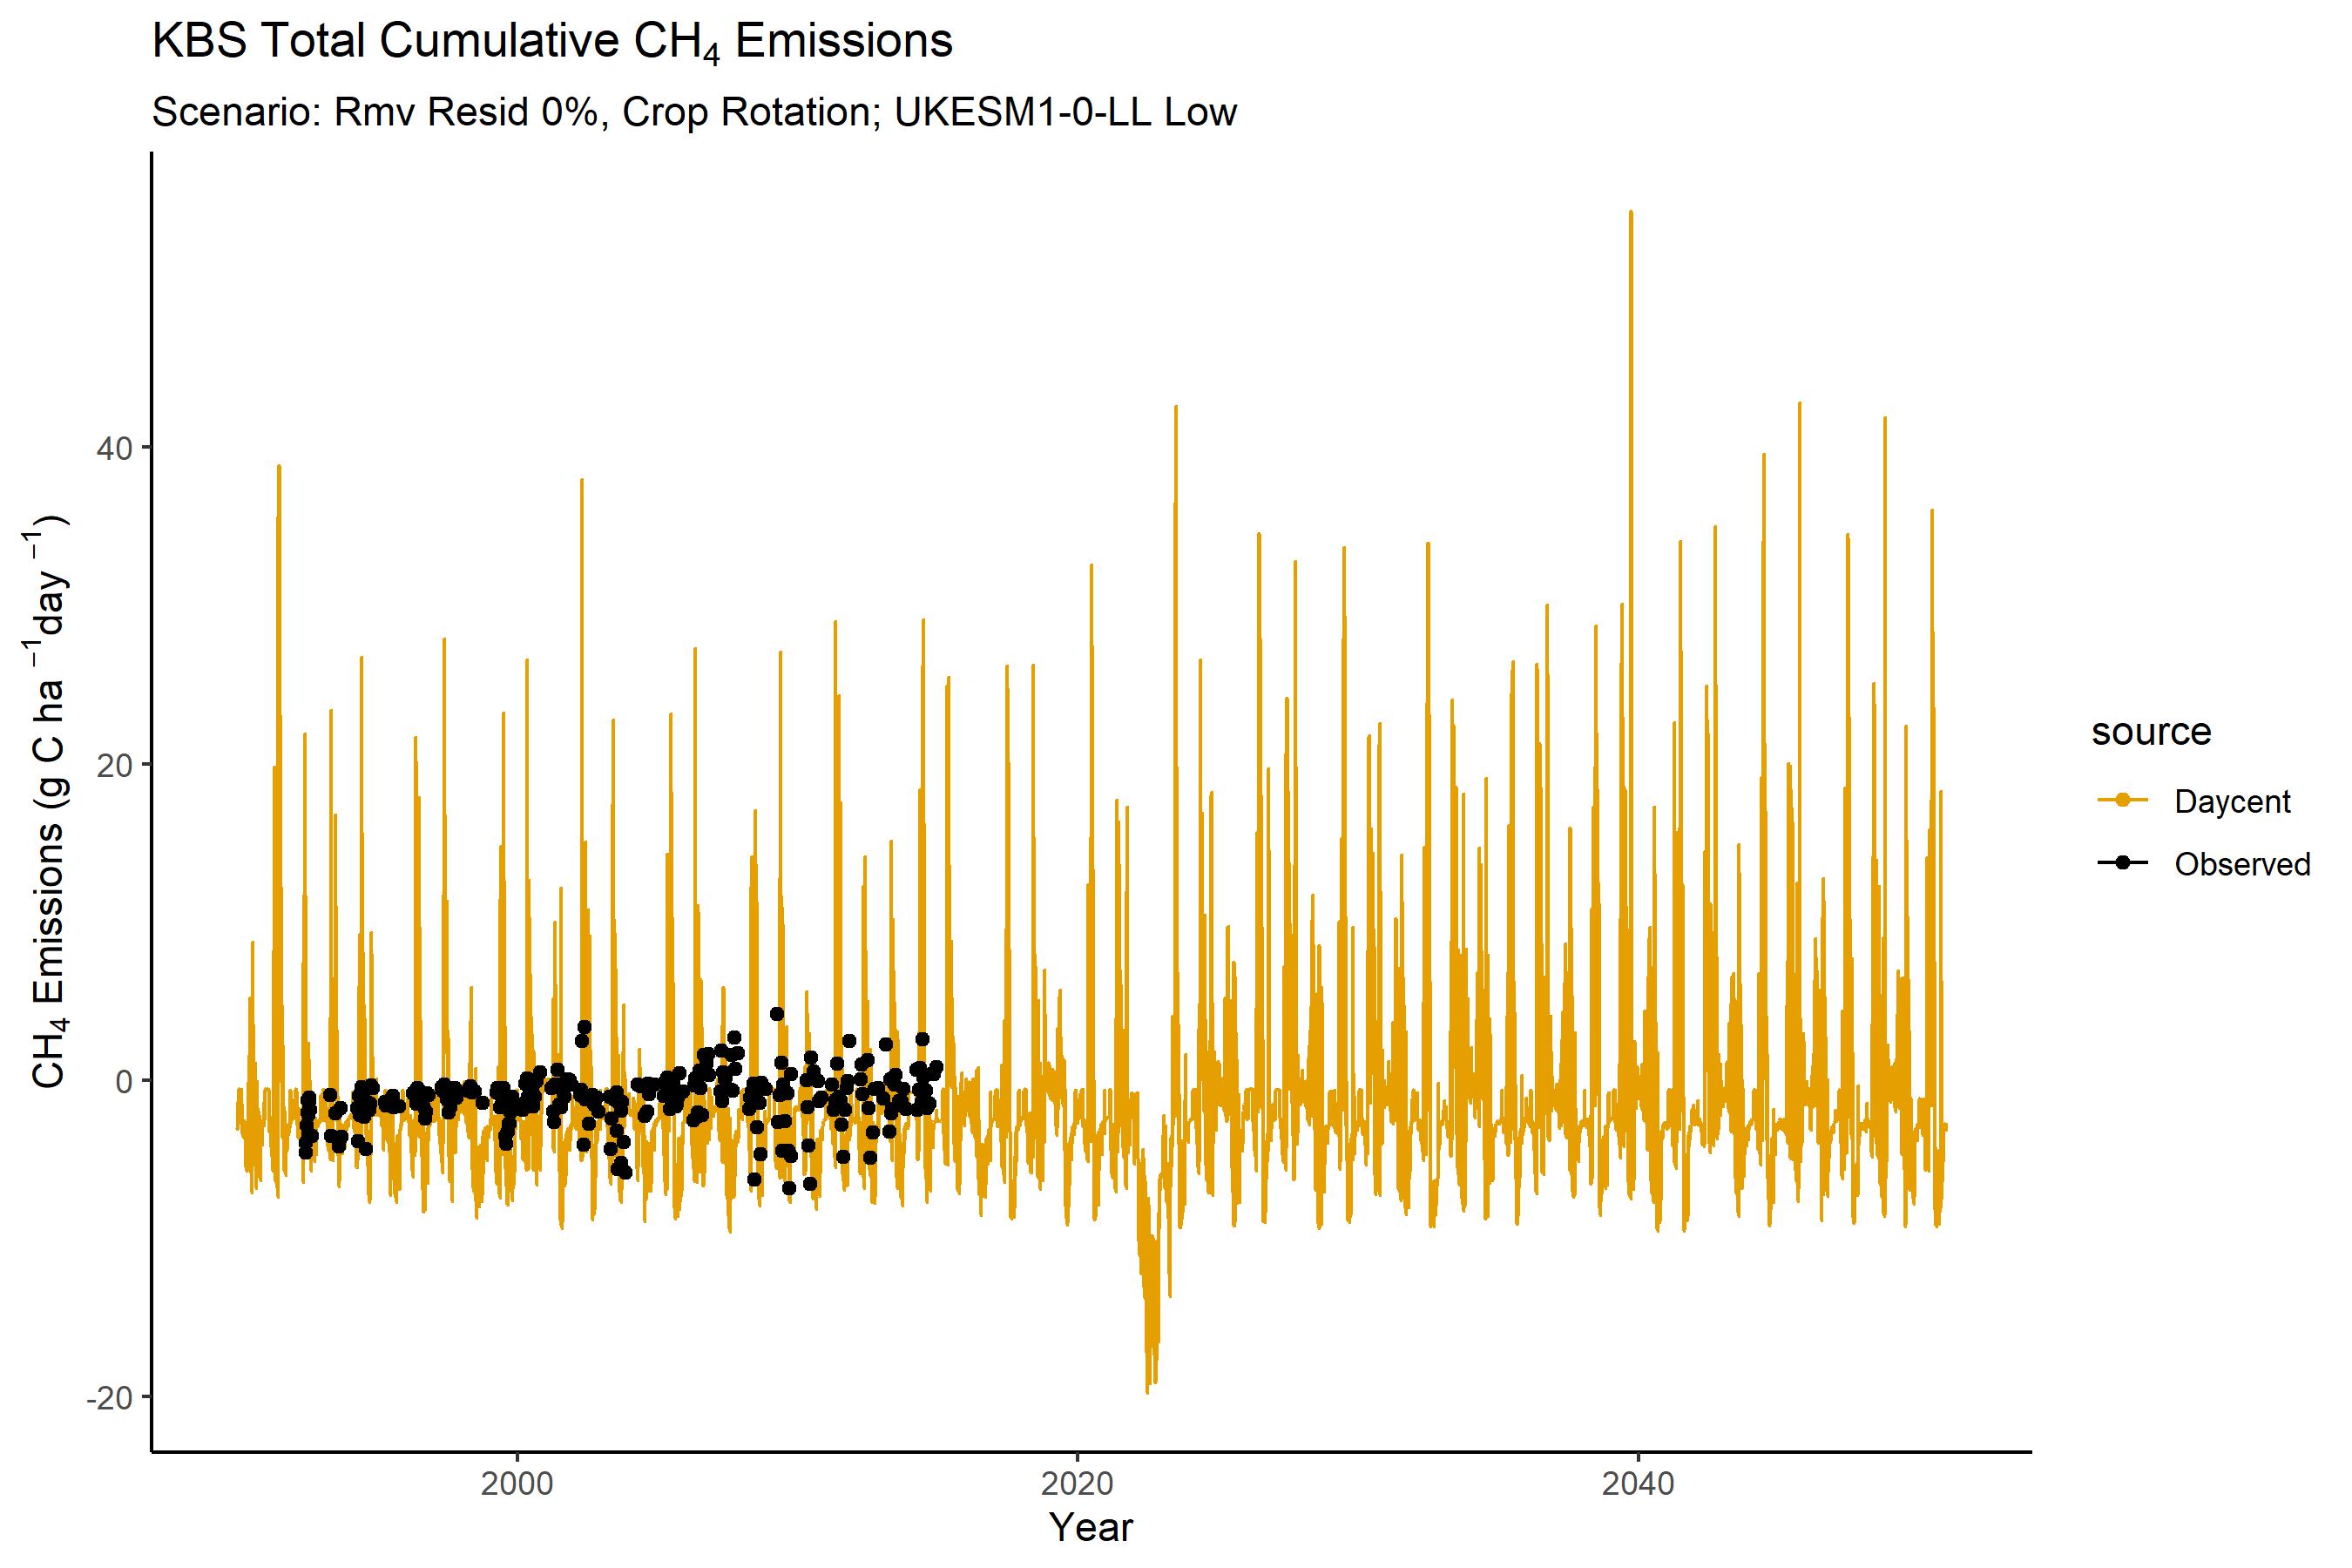 KBS Total Cumulative CH₄ Emissions
Scenario: Rmv Resid 0%, Crop Rotation; UKESM1-0-LL Low
CH₄ Emissions (g C ha ⁻¹day ⁻¹)
40
20
0
-20
2000
2020
2040
Year
source
Daycent
Observed